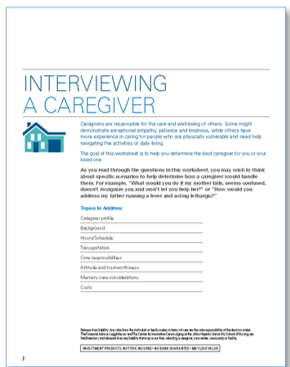 INTERVIEWING
A CAREGIVER
Caregivers are responsible for the care and well-being of others. Some might
demonstrate exceptional empathy, patience and kindness, while others have
more experience in caring for people who are physically vulnerable and need help
navigating the activities of daily living.
The goal of this worksheet is to help you determine the best caregiver for you or your
loved one.
As you read through the questions in this worksheet, you may wish to think
about specific scenarios to help determine how a caregiver would handle
them. For example, "What would you do if my mother falls, seems confused,
doesn't recognize you and won't let you help her?" or "How would you
address my father running a fever and acting lethargic?"
Topics to Address:
Caregiver profile
Background
Hours/Schedule
Transportation
Care responsibilities
Attitude and trustworthiness
Memory care considerations
Costs
INVESTMENT PRODUCTS: NOT FDIC INSURED • NO BANK GUARANTEE • MAY LOSE VALUE